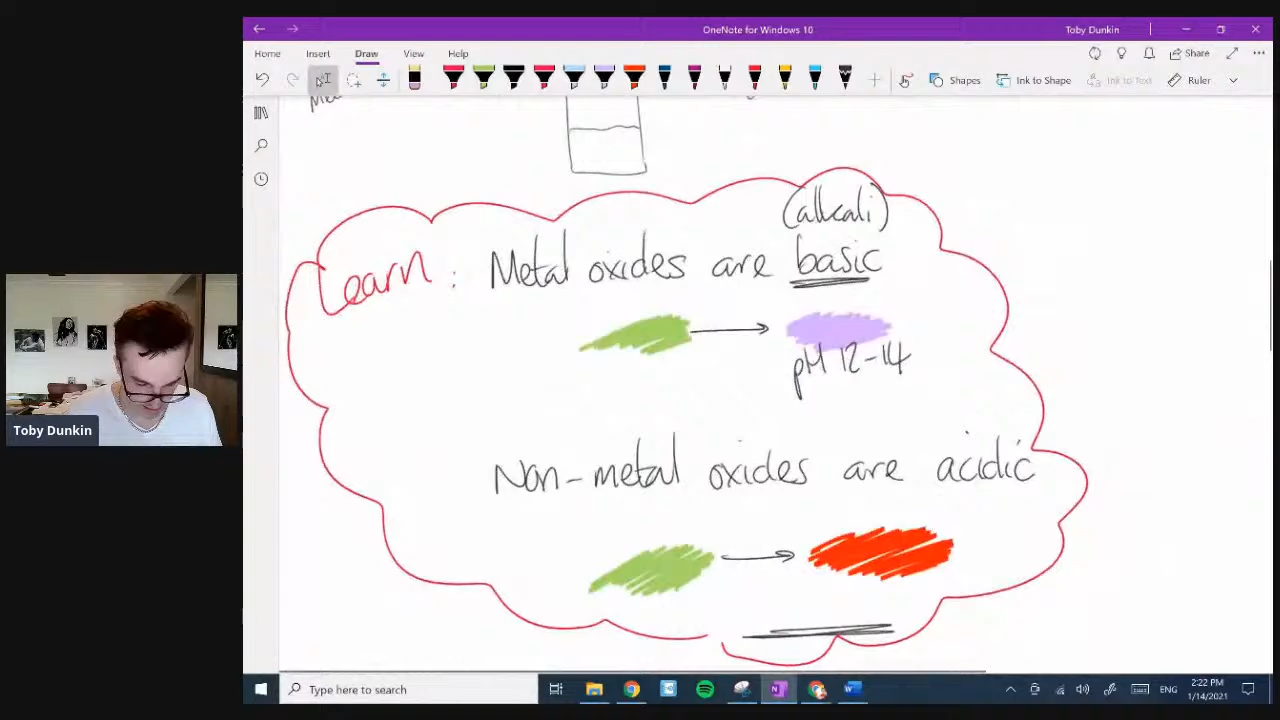 OneNote for Windows 10
Toby Dunkin
Home Insert Draw View Help
Share
Shapes
Ink to Shape
Ink to Text
Ruler
(alkali)
Learn: Metal oxides are basic
pH 12-14
Non-metal oxides are acidic
Toby Dunkin
Type here to search
ENG
2:22 PM
1/14/2021